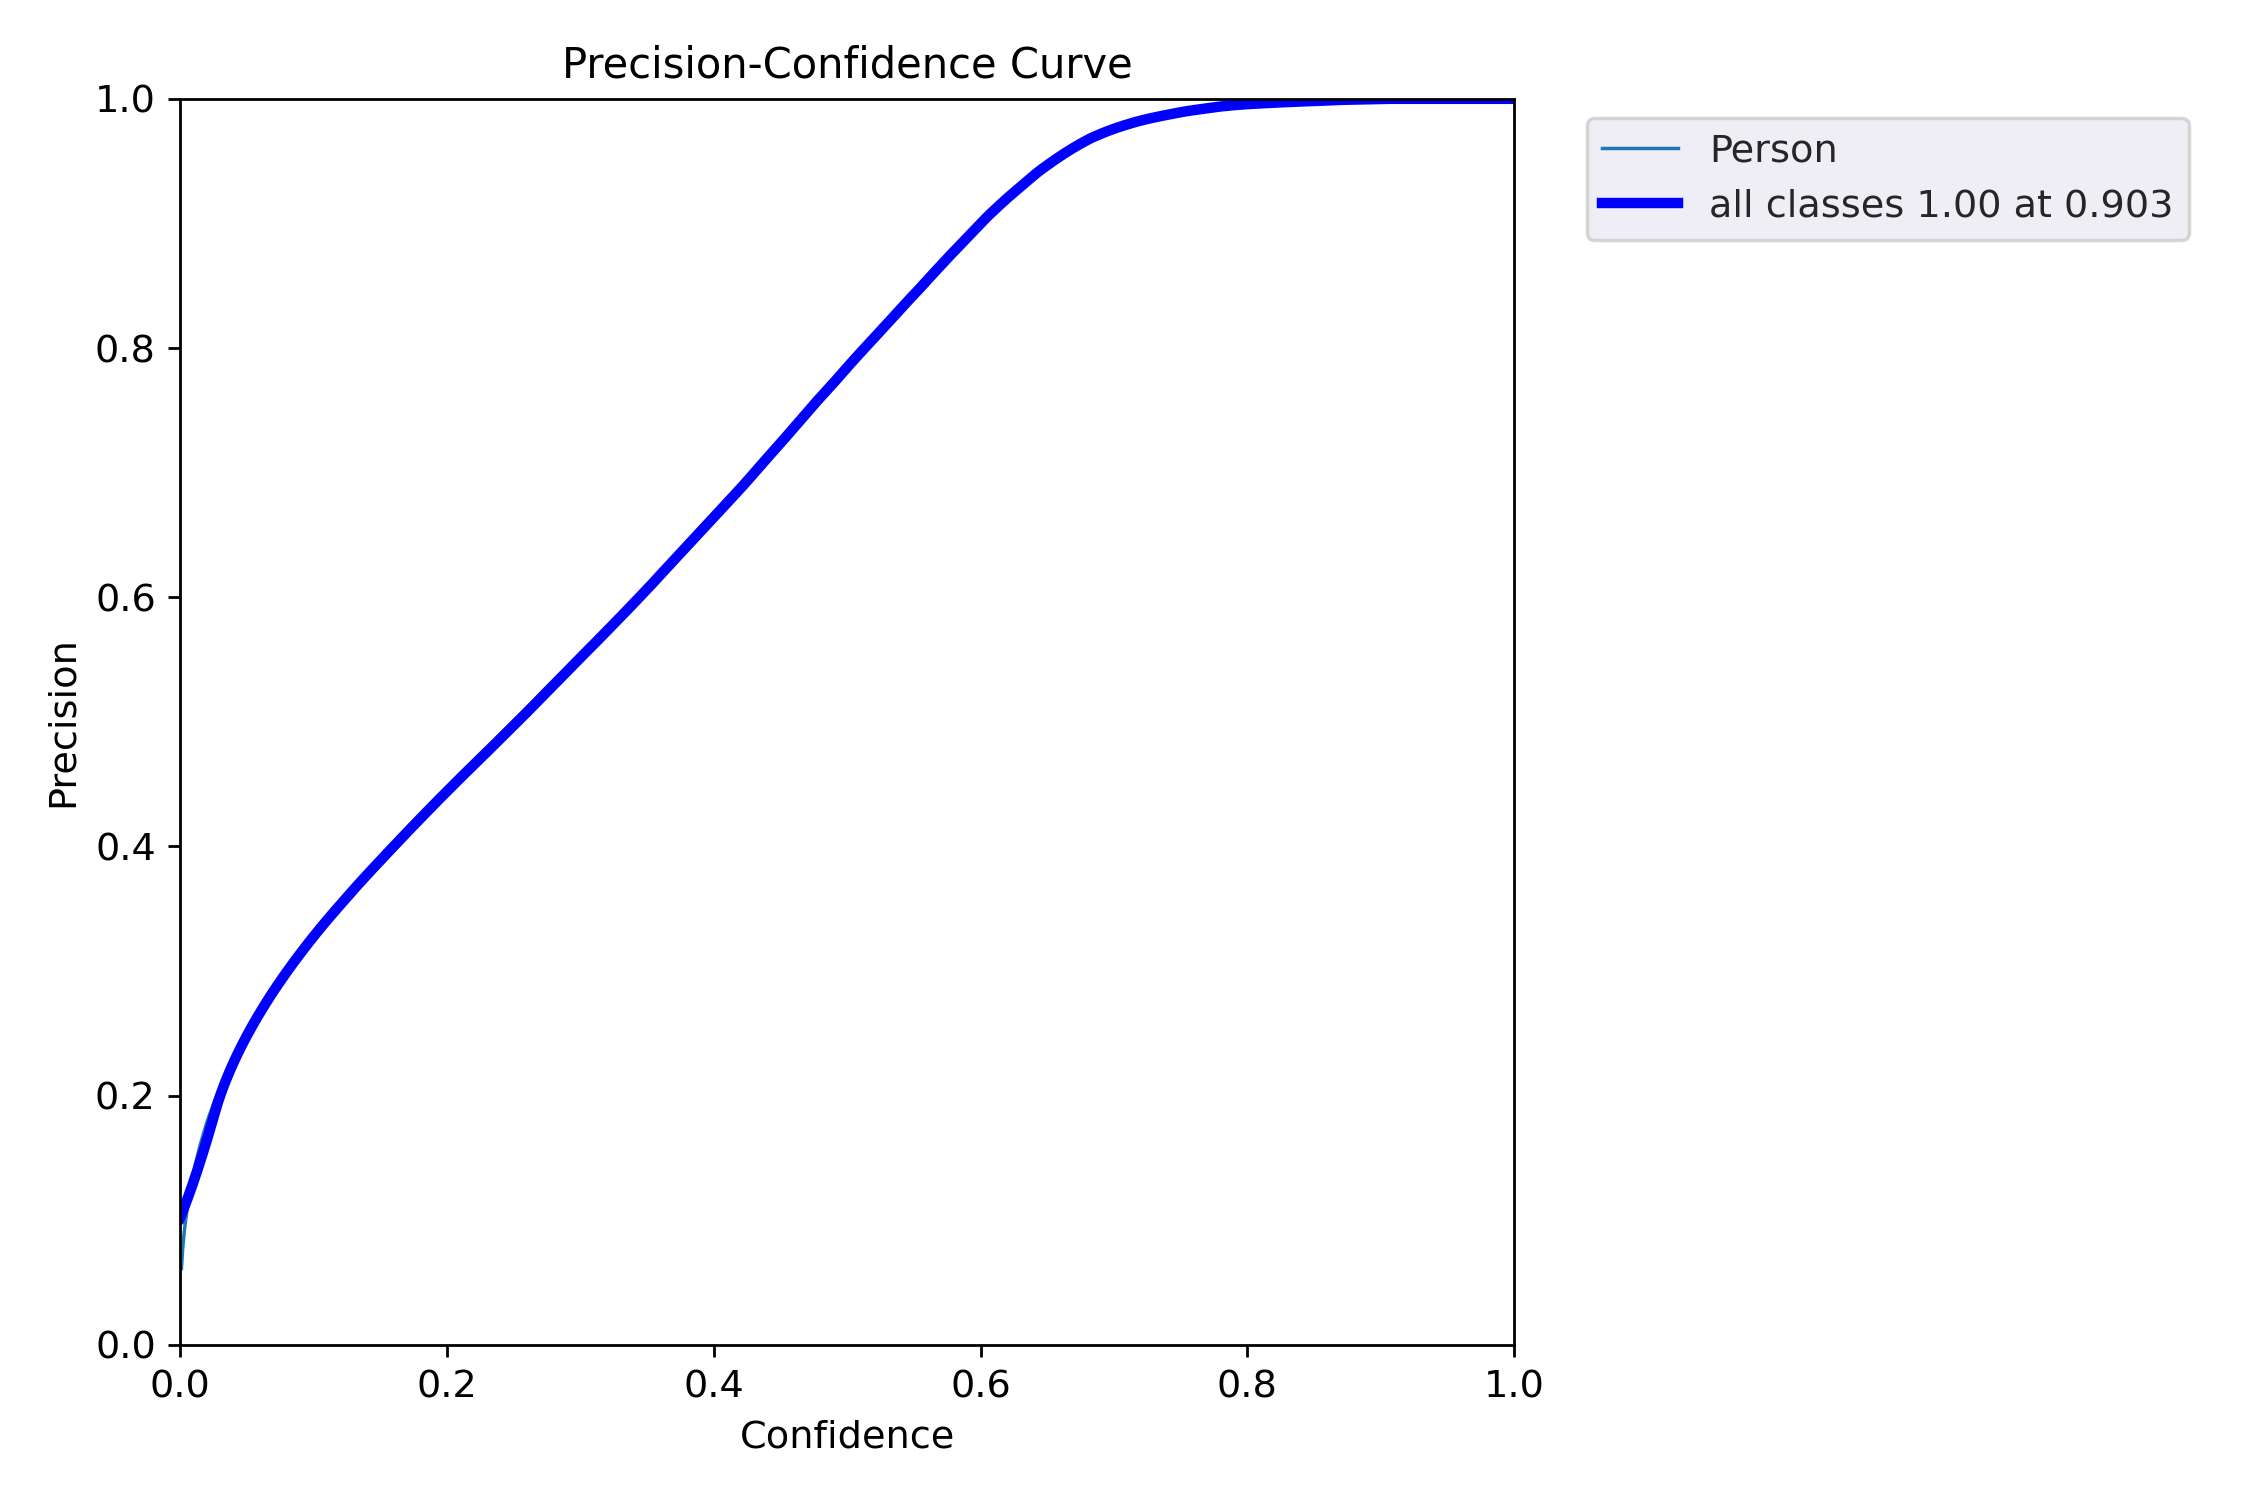 Precision-Confidence Curve
1.0
0.8
0.6
0.4
0.2
0.0
Precision
0.0 0.2 0.4 0.6 0.8 1.0
Confidence
Person
all classes 1.00 at 0.903